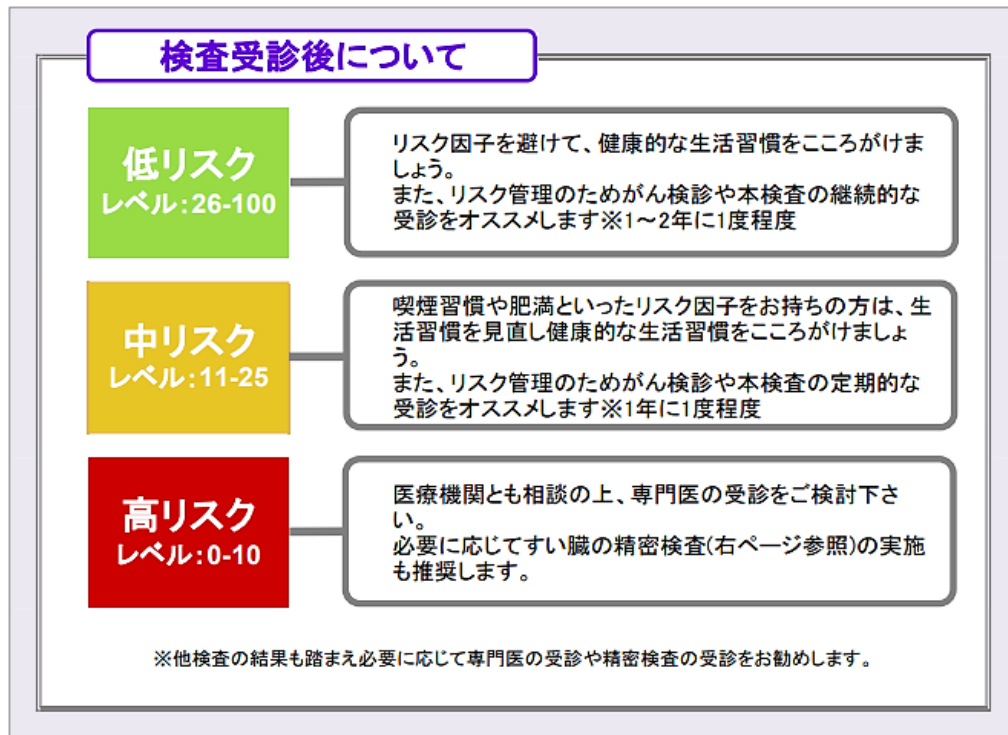 検査受診後について
低リスク
レベル:26-100
リスク因子を避けて、健康的な生活習慣をこころがけま
しょう。
また、リスク管理のためがん検診や本検査の継続的な
受診をオススメします※1～2年に1度程度
中リスク
レベル:11-25
喫煙習慣や肥満といったリスク因子をお持ちの方は、生
活習慣を見直し健康的な生活習慣をこころがけましょ
う。
また、リスク管理のためがん検診や本検査の定期的な
受診をオススメします※1年に1度程度
高リスク
レベル:0-10
医療機関とも相談の上、専門医の受診をご検討下さ
い。
必要に応じてすい臓の精密検査(右ページ参照)の実施
も推奨します。
※他検査の結果も踏まえ必要に応じて専門医の受診や精密検査の受診をお勧めします。